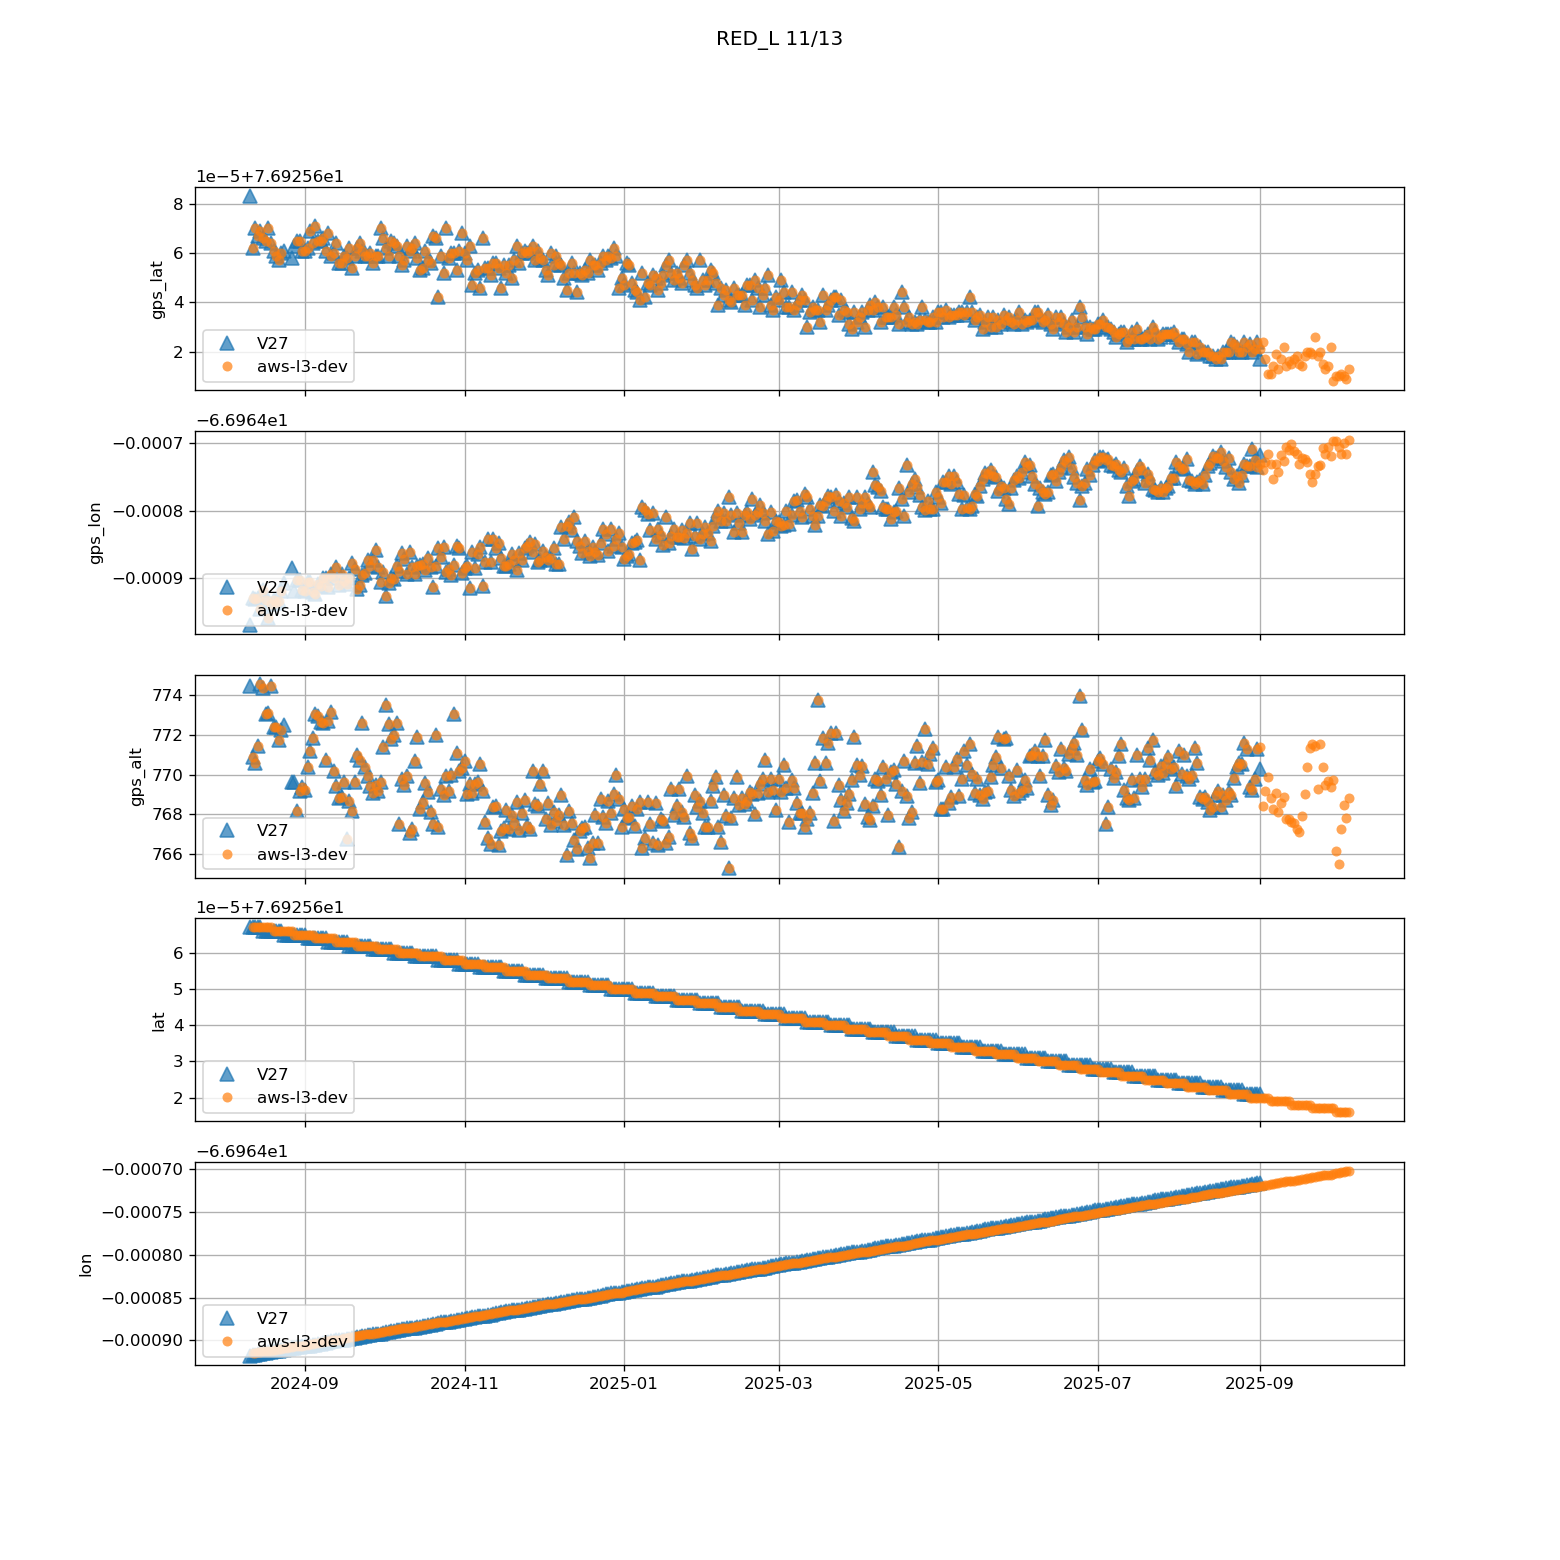 RED_L 11/13
1e−5+7.69256e1
8
6
4
2
gps_lat
V27
aws-l3-dev
−6.6964e1
−0.0007
−0.0008
−0.0009
gps_lon
V27
aws-l3-dev
774
772
770
768
766
gps_alt
V27
aws-l3-dev
1e−5+7.69256e1
6
5
4
3
2
lat
V27
aws-l3-dev
−6.6964e1
−0.00070
−0.00075
−0.00080
−0.00085
−0.00090
lon
V27
aws-l3-dev
2024-09 2024-11 2025-01 2025-03 2025-05 2025-07 2025-09